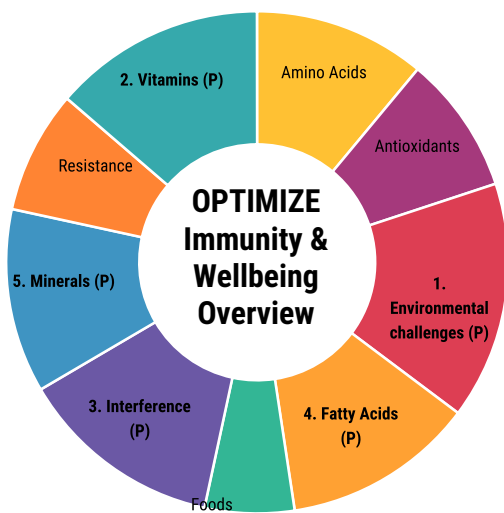 OPTIMIZE
Immunity &
Wellbeing
Overview
Amino Acids
Antioxidants
1.
Environmental
challenges (P)
4. Fatty Acids
(P)
Foods
3. Interference
(P)
5. Minerals (P)
Resistance
2. Vitamins (P)